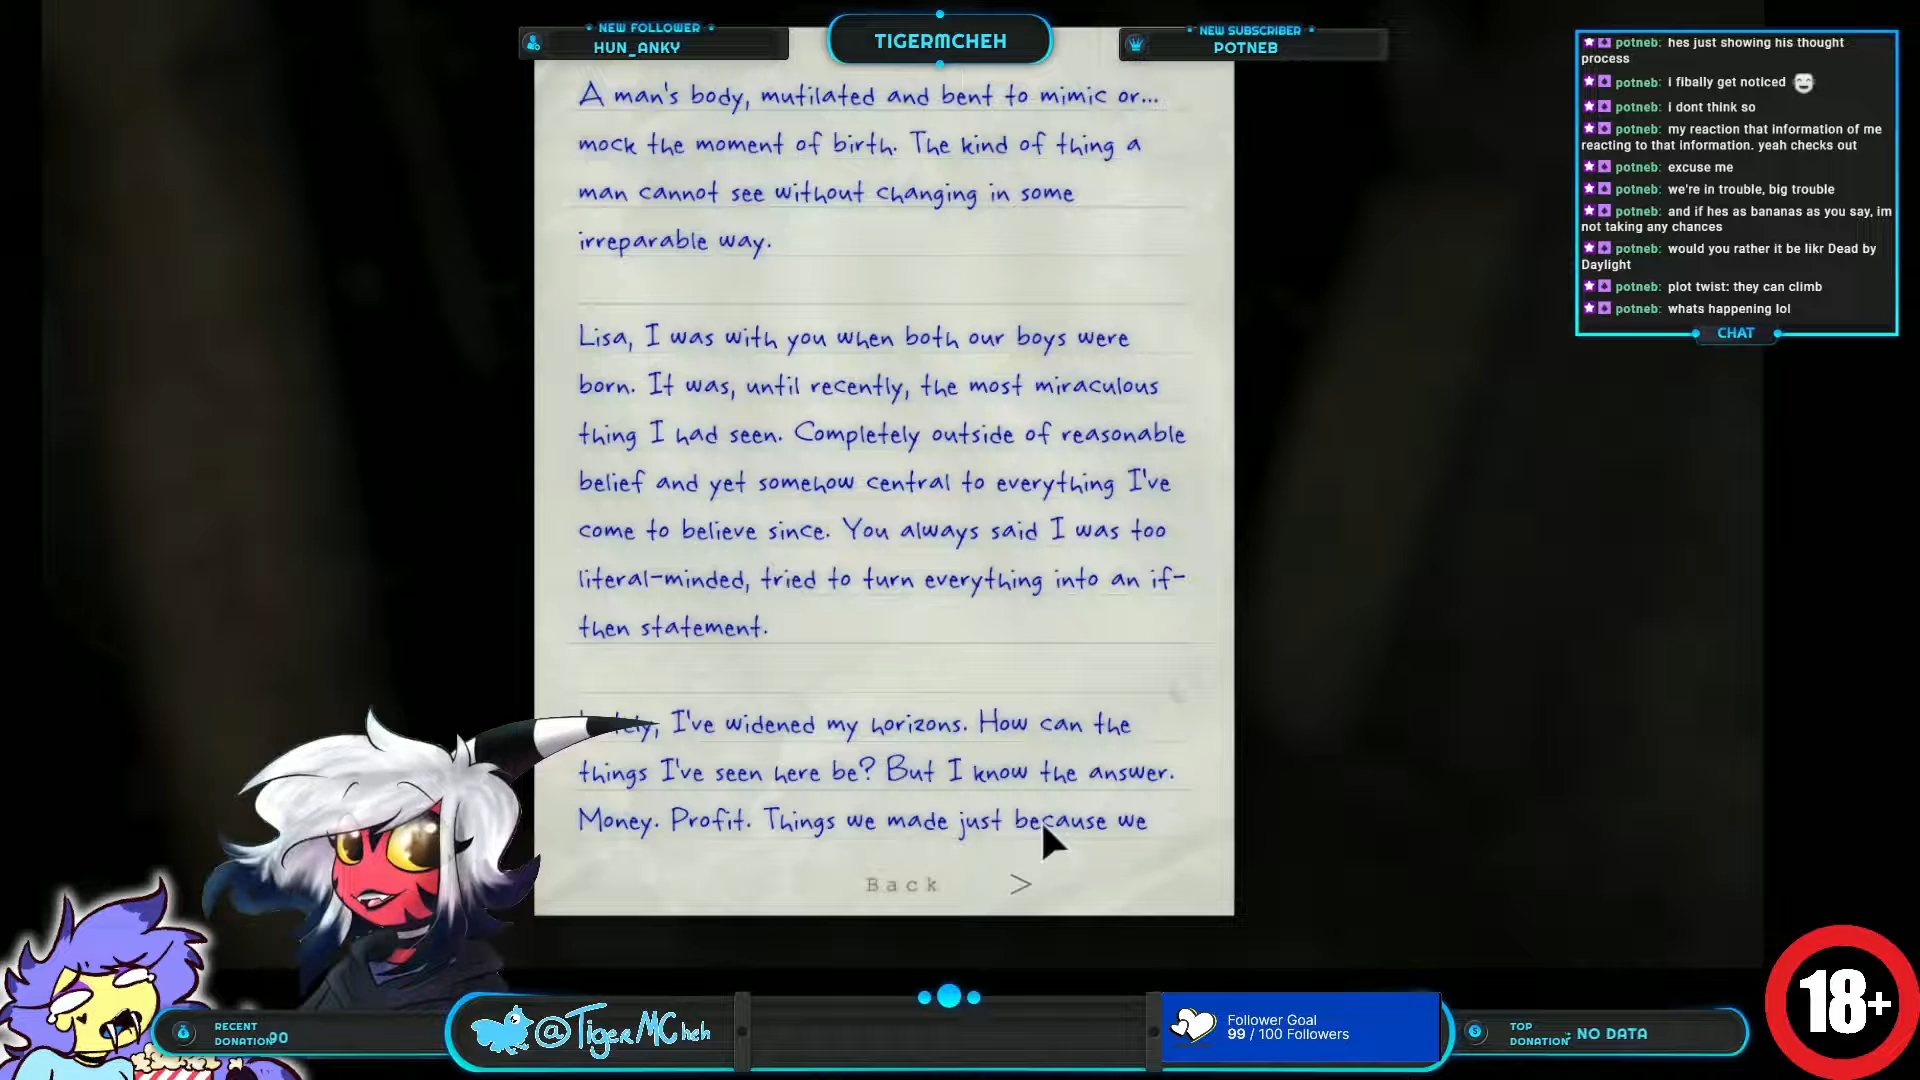 NEW FOLLOWER
HUN_ANKY
TIGERMCHEH
NEW SUBSCRIBER
POTNEB
A man's body, mutilated and bent to mimic or...
mock the moment of birth. The kind of thing a
man cannot see without changing in some
irreparable way.
Lisa, I was with you when both our boys were
born. It was, until recently, the most miraculous
thing I had seen. Completely outside of reasonable
belief and yet somehow central to everything I've
come to believe since. You always said I was too
literal-minded, tried to turn everything into an if-
then statement.
I've widened my horizons. How can the
things I've seen here be? But I know the answer.
Money. Profit. Things we made just because we
Back >
potneb: hes just showing his thought
process
potneb: i fibally get noticed
potneb: i dont think so
potneb: my reaction that information of me
reacting to that information. yeah checks out
potneb: excuse me
potneb: we're in trouble, big trouble
potneb: and if hes as bananas as you say, im
not taking any chances
potneb: would you rather it be likr Dead by
Daylight
potneb: plot twist: they can climb
potneb: whats happening lol
CHAT
RECENT
DONATION 90
@TigerMCheh
Follower Goal
99 / 100 Followers
TOP
DONATION NO DATA
18+